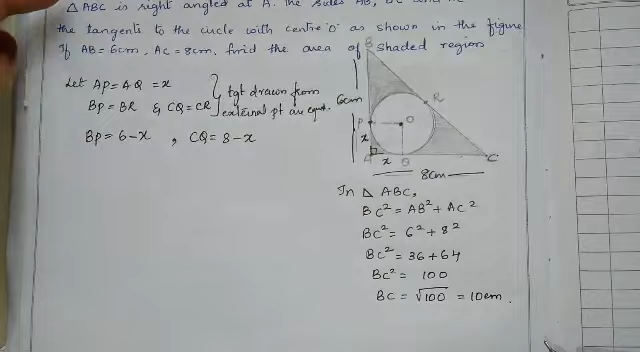 △ ABC is right angled at A. The sides AB,
the tangents to the circle with centre 'O' as shown in the figure
If AB = 6cm, AC = 8cm, find the area of shaded region
Let AP = AQ = x
BP = BR & CQ = CR
tgt drawn from
external pt are equal.
BP = 6-x , CQ = 8-x
B
6cm
R
P
O
x
A
x
Q
C
8cm
In △ ABC,
BC² = AB² + AC²
BC² = 6² + 8²
BC² = 36 + 64
BC² = 100
BC = √100 = 10cm.